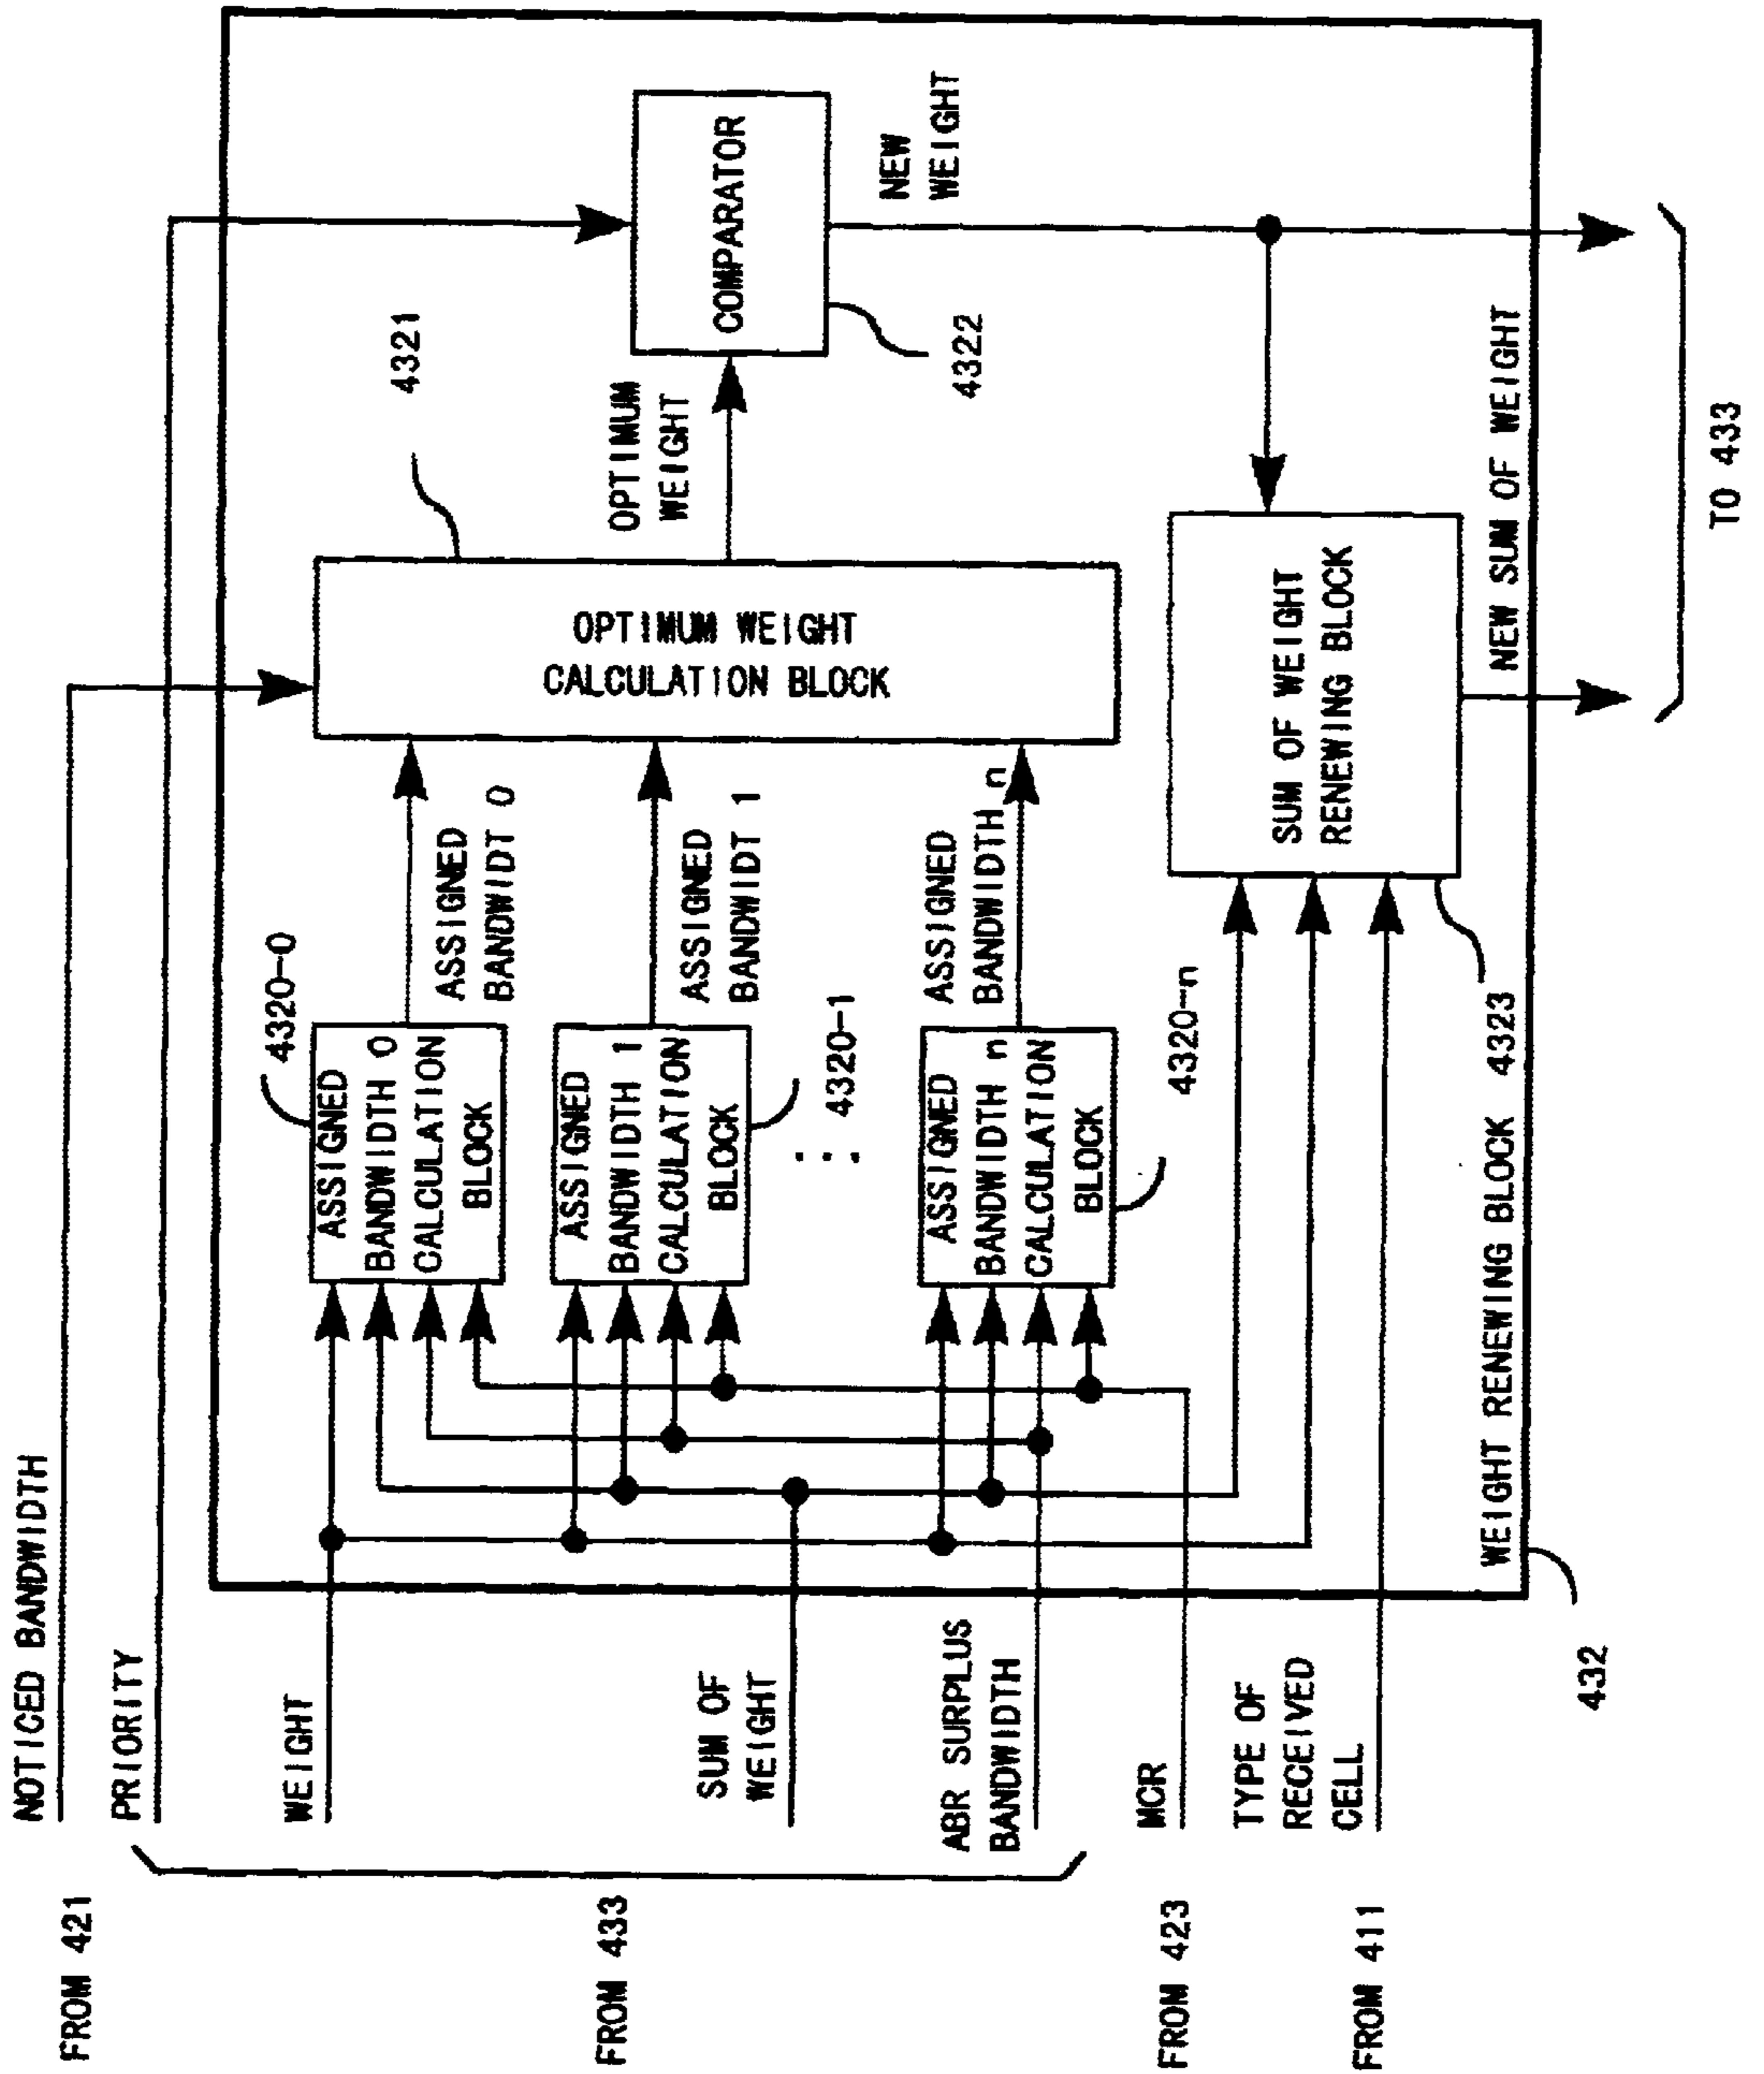 FROM 421
NOTICED BANDWIDTH
PRIORITY
FROM 433
WEIGHT
SUM OF
WEIGHT
ABR SURPLUS
BANDWIDTH
FROM 423
MCR
FROM 411
TYPE OF
RECEIVED
CELL
432
WEIGHT RENEWING BLOCK
4320-0
ASSIGNED
BANDWIDTH 0
CALCULATION
BLOCK
ASSIGNED
BANDWIDT 0
ASSIGNED
BANDWIDTH 1
CALCULATION
BLOCK
4320-1
ASSIGNED
BANDWIDT 1
...
ASSIGNED
BANDWIDTH n
CALCULATION
BLOCK
4320-n
ASSIGNED
BANDWIDTH n
OPTIMUM WEIGHT
CALCULATION BLOCK
4321
OPTIMUM
WEIGHT
COMPARATOR
4322
NEW
WEIGHT
SUM OF WEIGHT
RENEWING BLOCK
4323
NEW SUM OF WEIGHT
TO 433